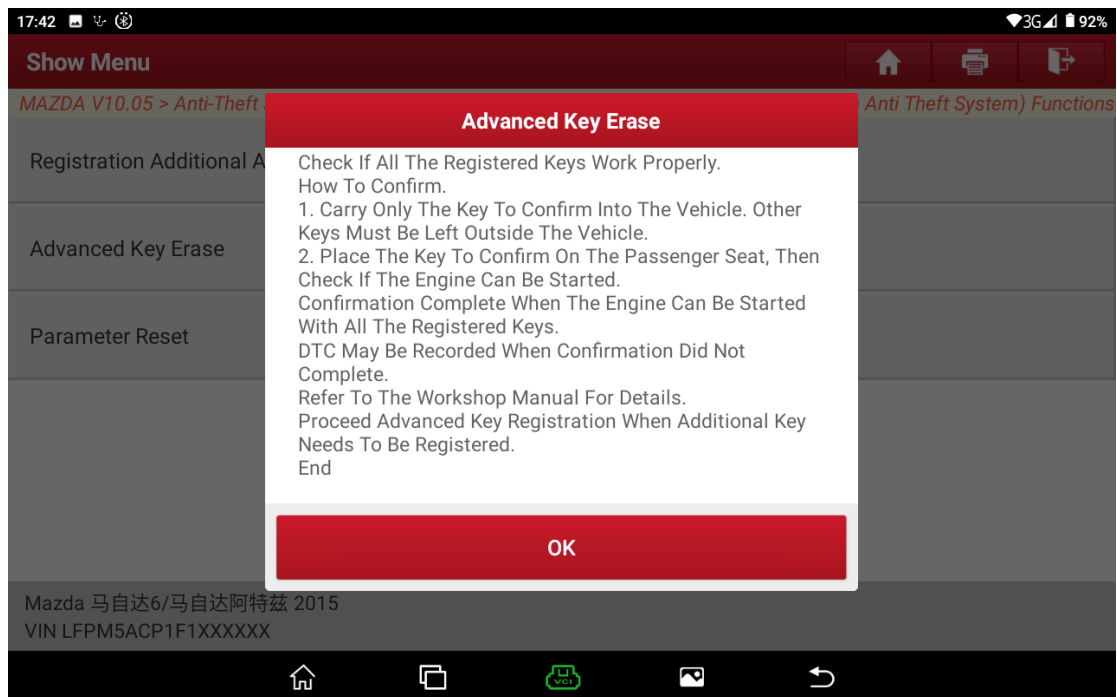 17:42
3G 92%
Show Menu
MAZDA V10.05 > Anti-Theft Anti Theft System) Functions
Advanced Key Erase
Registration Additional A
Advanced Key Erase
Parameter Reset
Check If All The Registered Keys Work Properly.
How To Confirm.
1. Carry Only The Key To Confirm Into The Vehicle. Other
Keys Must Be Left Outside The Vehicle.
2. Place The Key To Confirm On The Passenger Seat, Then
Check If The Engine Can Be Started.
Confirmation Complete When The Engine Can Be Started
With All The Registered Keys.
DTC May Be Recorded When Confirmation Did Not
Complete.
Refer To The Workshop Manual For Details.
Proceed Advanced Key Registration When Additional Key
Needs To Be Registered.
End
OK
Mazda 马自达6/马自达阿特兹 2015
VIN LFPM5ACP1F1XXXXXX
VCI